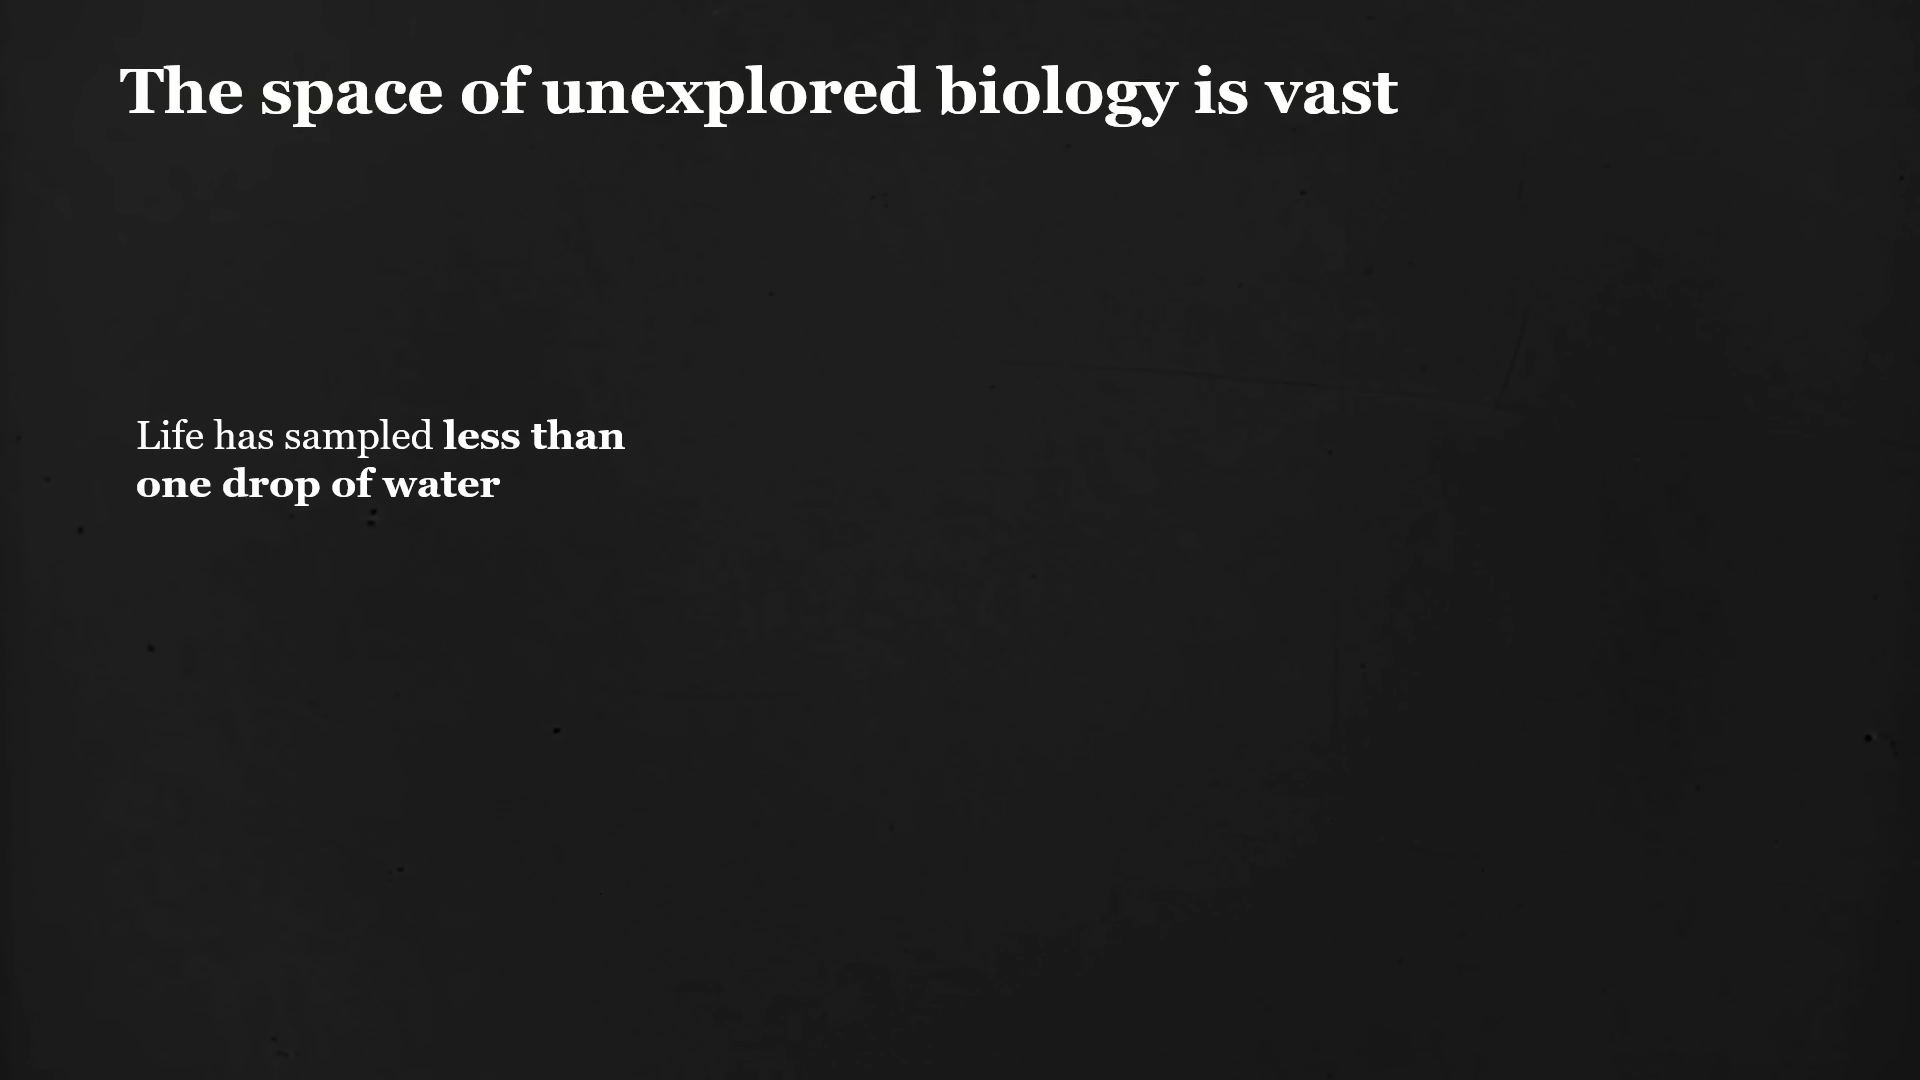 The space of unexplored biology is vast
Life has sampled less than
one drop of water